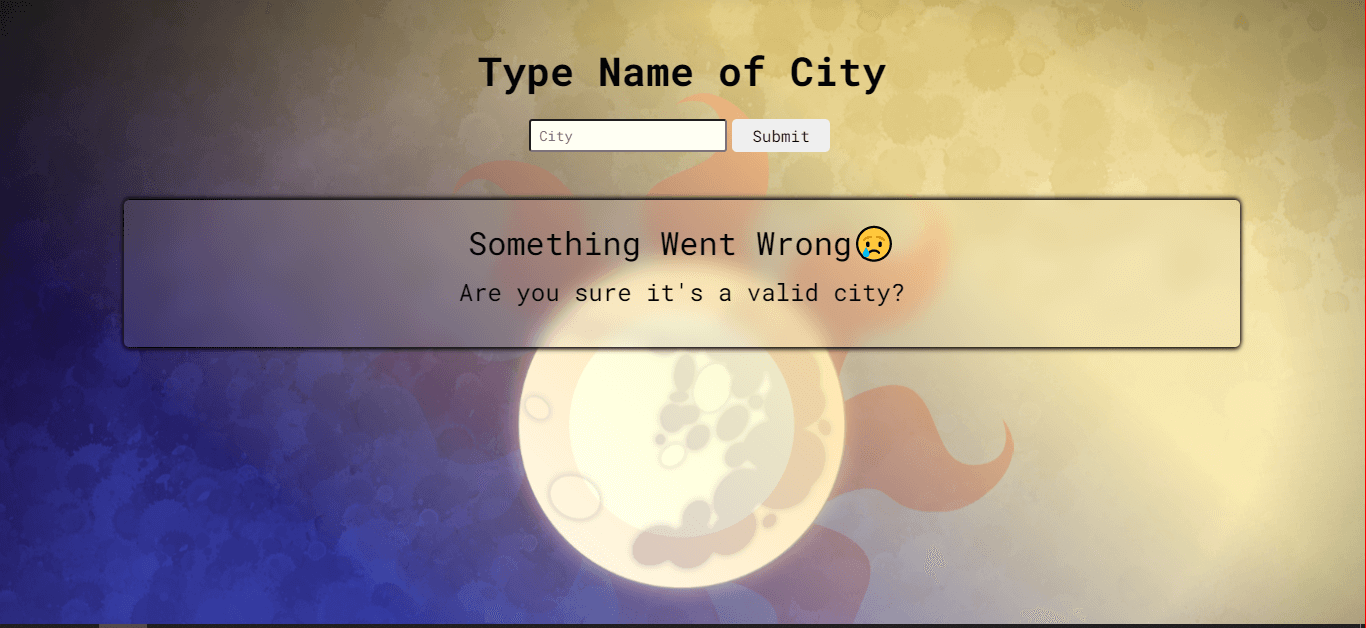 Type Name of City
City
Submit
Something Went Wrong😢
Are you sure it's a valid city?